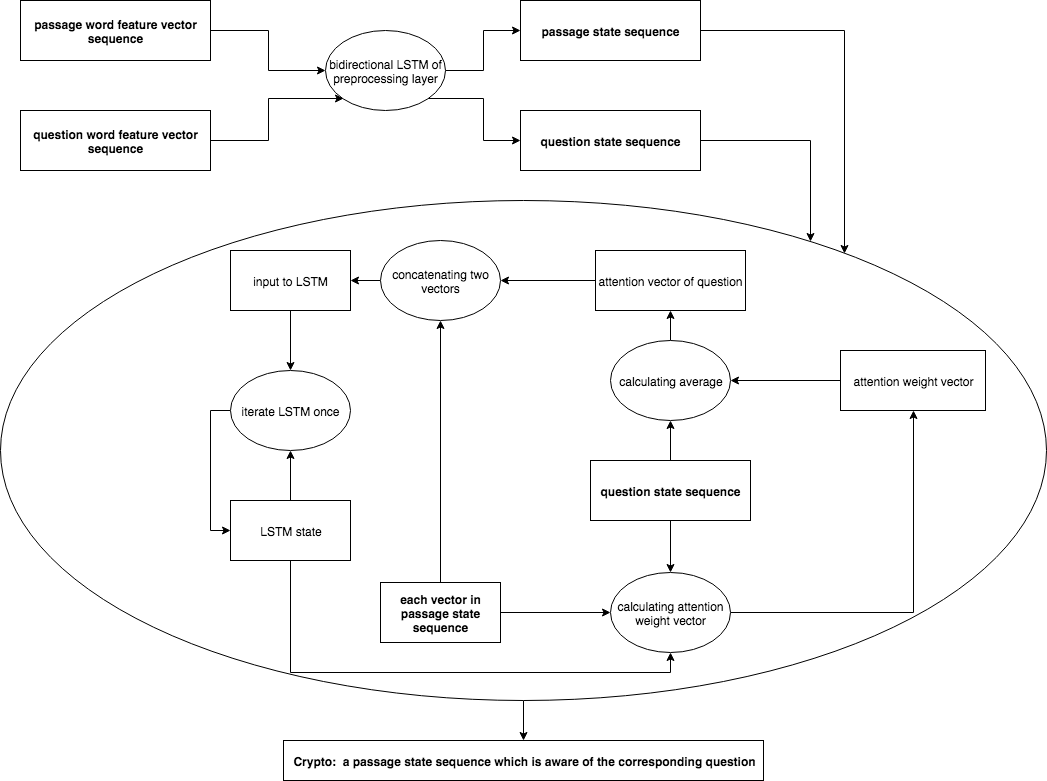 passage word feature vector
sequence
bidirectional LSTM of
preprocessing layer
passage state sequence
question word feature vector
sequence
question state sequence
input to LSTM
concatenating two
vectors
attention vector of question
calculating average
attention weight vector
iterate LSTM once
question state sequence
LSTM state
each vector in
passage state
sequence
calculating attention
weight vector
Crypto:  a passage state sequence which is aware of the corresponding question